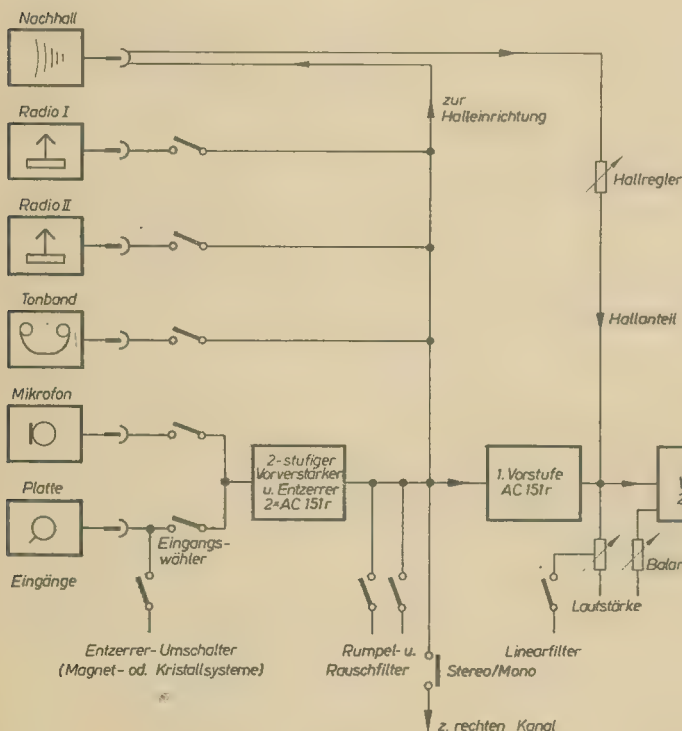 Nachhall
zur
Halleinrichtung
Radio I
Hallregler
Radio II
Tonband
Hallanteil
Mikrofon
2-stufiger
Vorverstärker
u. Entzerrer
2×AC 151r
1. Vorstufe
AC 151r
Platte
Eingangs-
wähler
Eingänge
Lautstärke
Entzerrer-Umschalter
(Magnet- od. Kristallsysteme)
Rumpel- u.
Rauschfilter
Linearfilter
Stereo/Mono
z. rechten Kanal